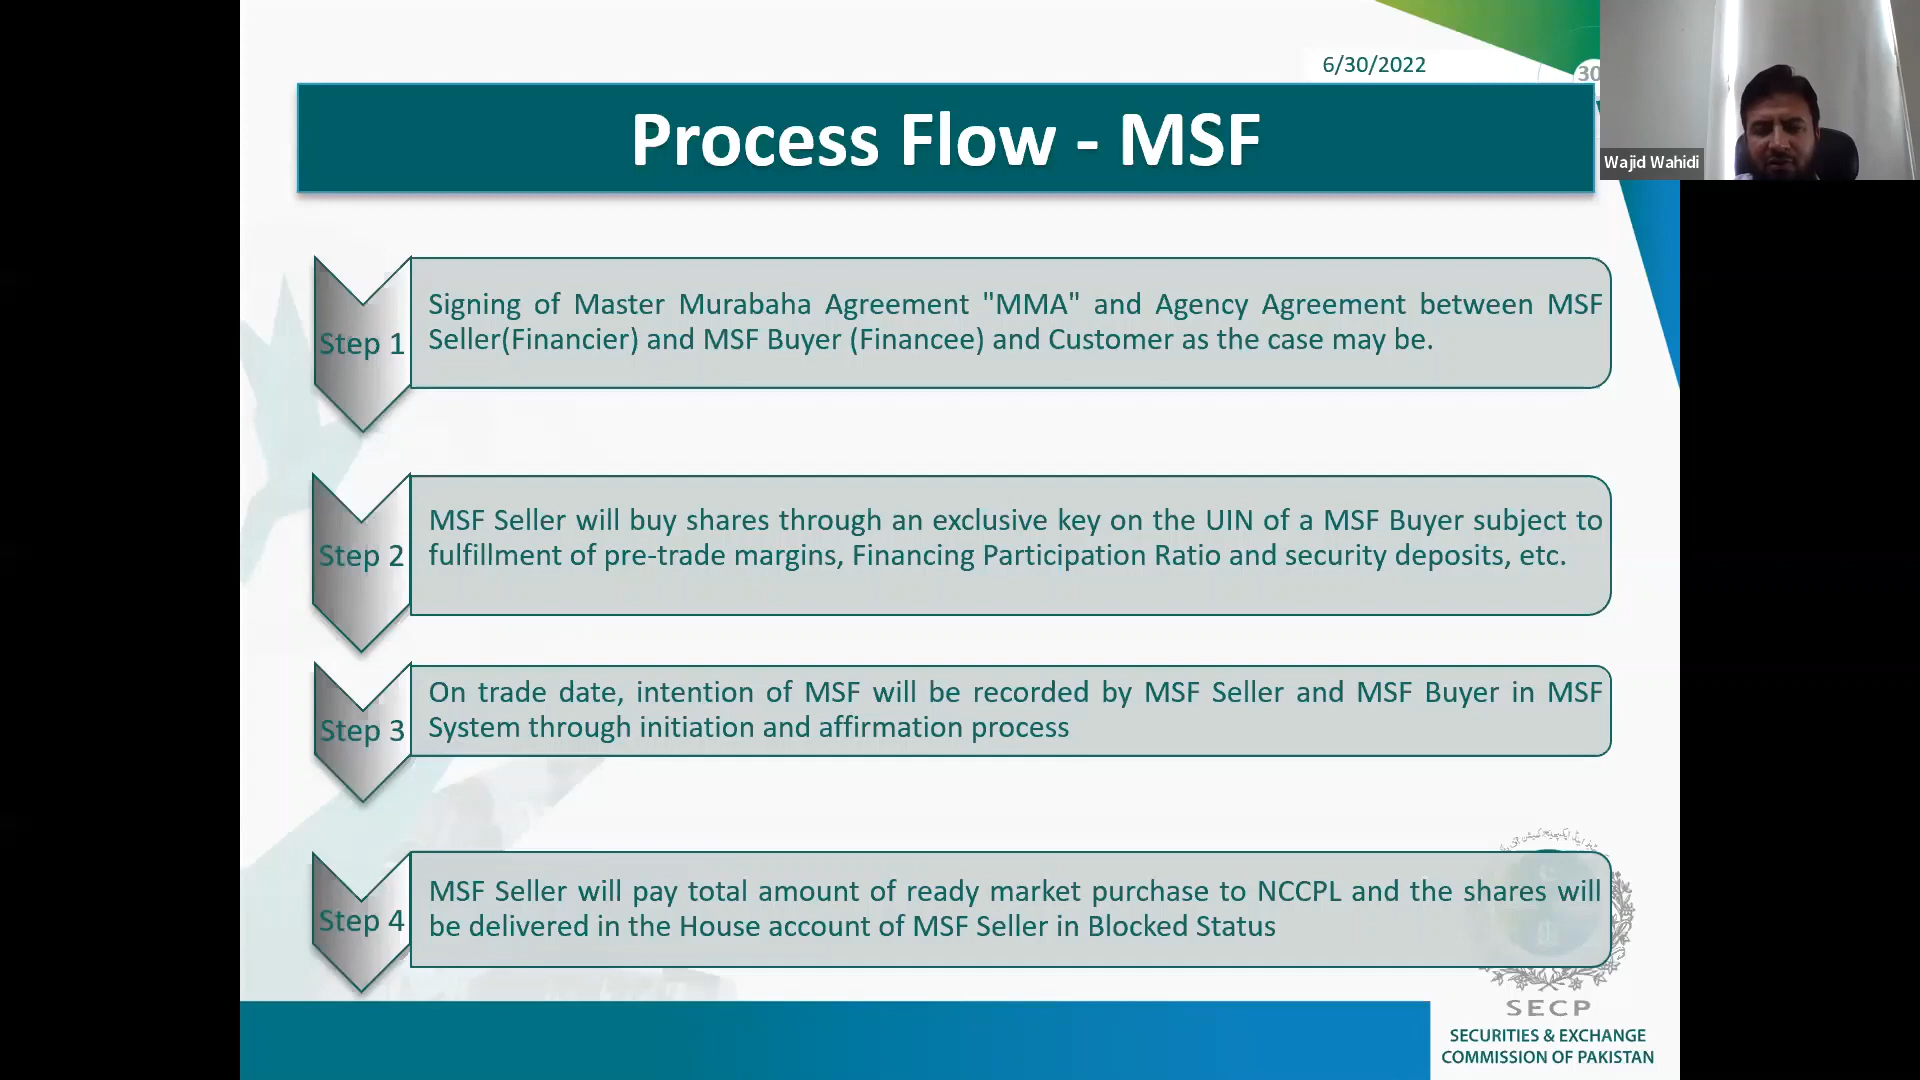 6/30/2022
30
Process Flow - MSF
Wajid Wahidi
Step 1
Signing of Master Murabaha Agreement "MMA" and Agency Agreement between MSF
Seller(Financier) and MSF Buyer (Financee) and Customer as the case may be.
Step 2
MSF Seller will buy shares through an exclusive key on the UIN of a MSF Buyer subject to
fulfillment of pre-trade margins, Financing Participation Ratio and security deposits, etc.
Step 3
On trade date, intention of MSF will be recorded by MSF Seller and MSF Buyer in MSF
System through initiation and affirmation process
Step 4
MSF Seller will pay total amount of ready market purchase to NCCPL and the shares will
be delivered in the House account of MSF Seller in Blocked Status
SECP
SECURITIES & EXCHANGE
COMMISSION OF PAKISTAN